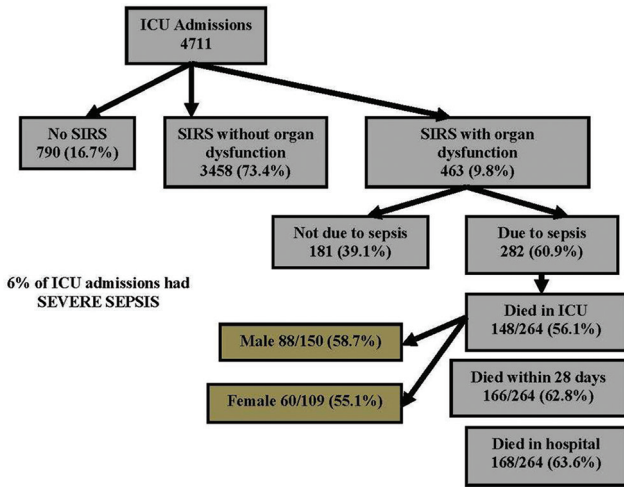 ICU Admissions
4711
No SIRS
790 (16.7%)
SIRS without organ
dysfunction
3458 (73.4%)
SIRS with organ
dysfunction
463 (9.8%)
Not due to sepsis
181 (39.1%)
Due to sepsis
282 (60.9%)
6% of ICU admissions had
SEVERE SEPSIS
Died in ICU
148/264 (56.1%)
Male 88/150 (58.7%)
Female 60/109 (55.1%)
Died within 28 days
166/264 (62.8%)
Died in hospital
168/264 (63.6%)